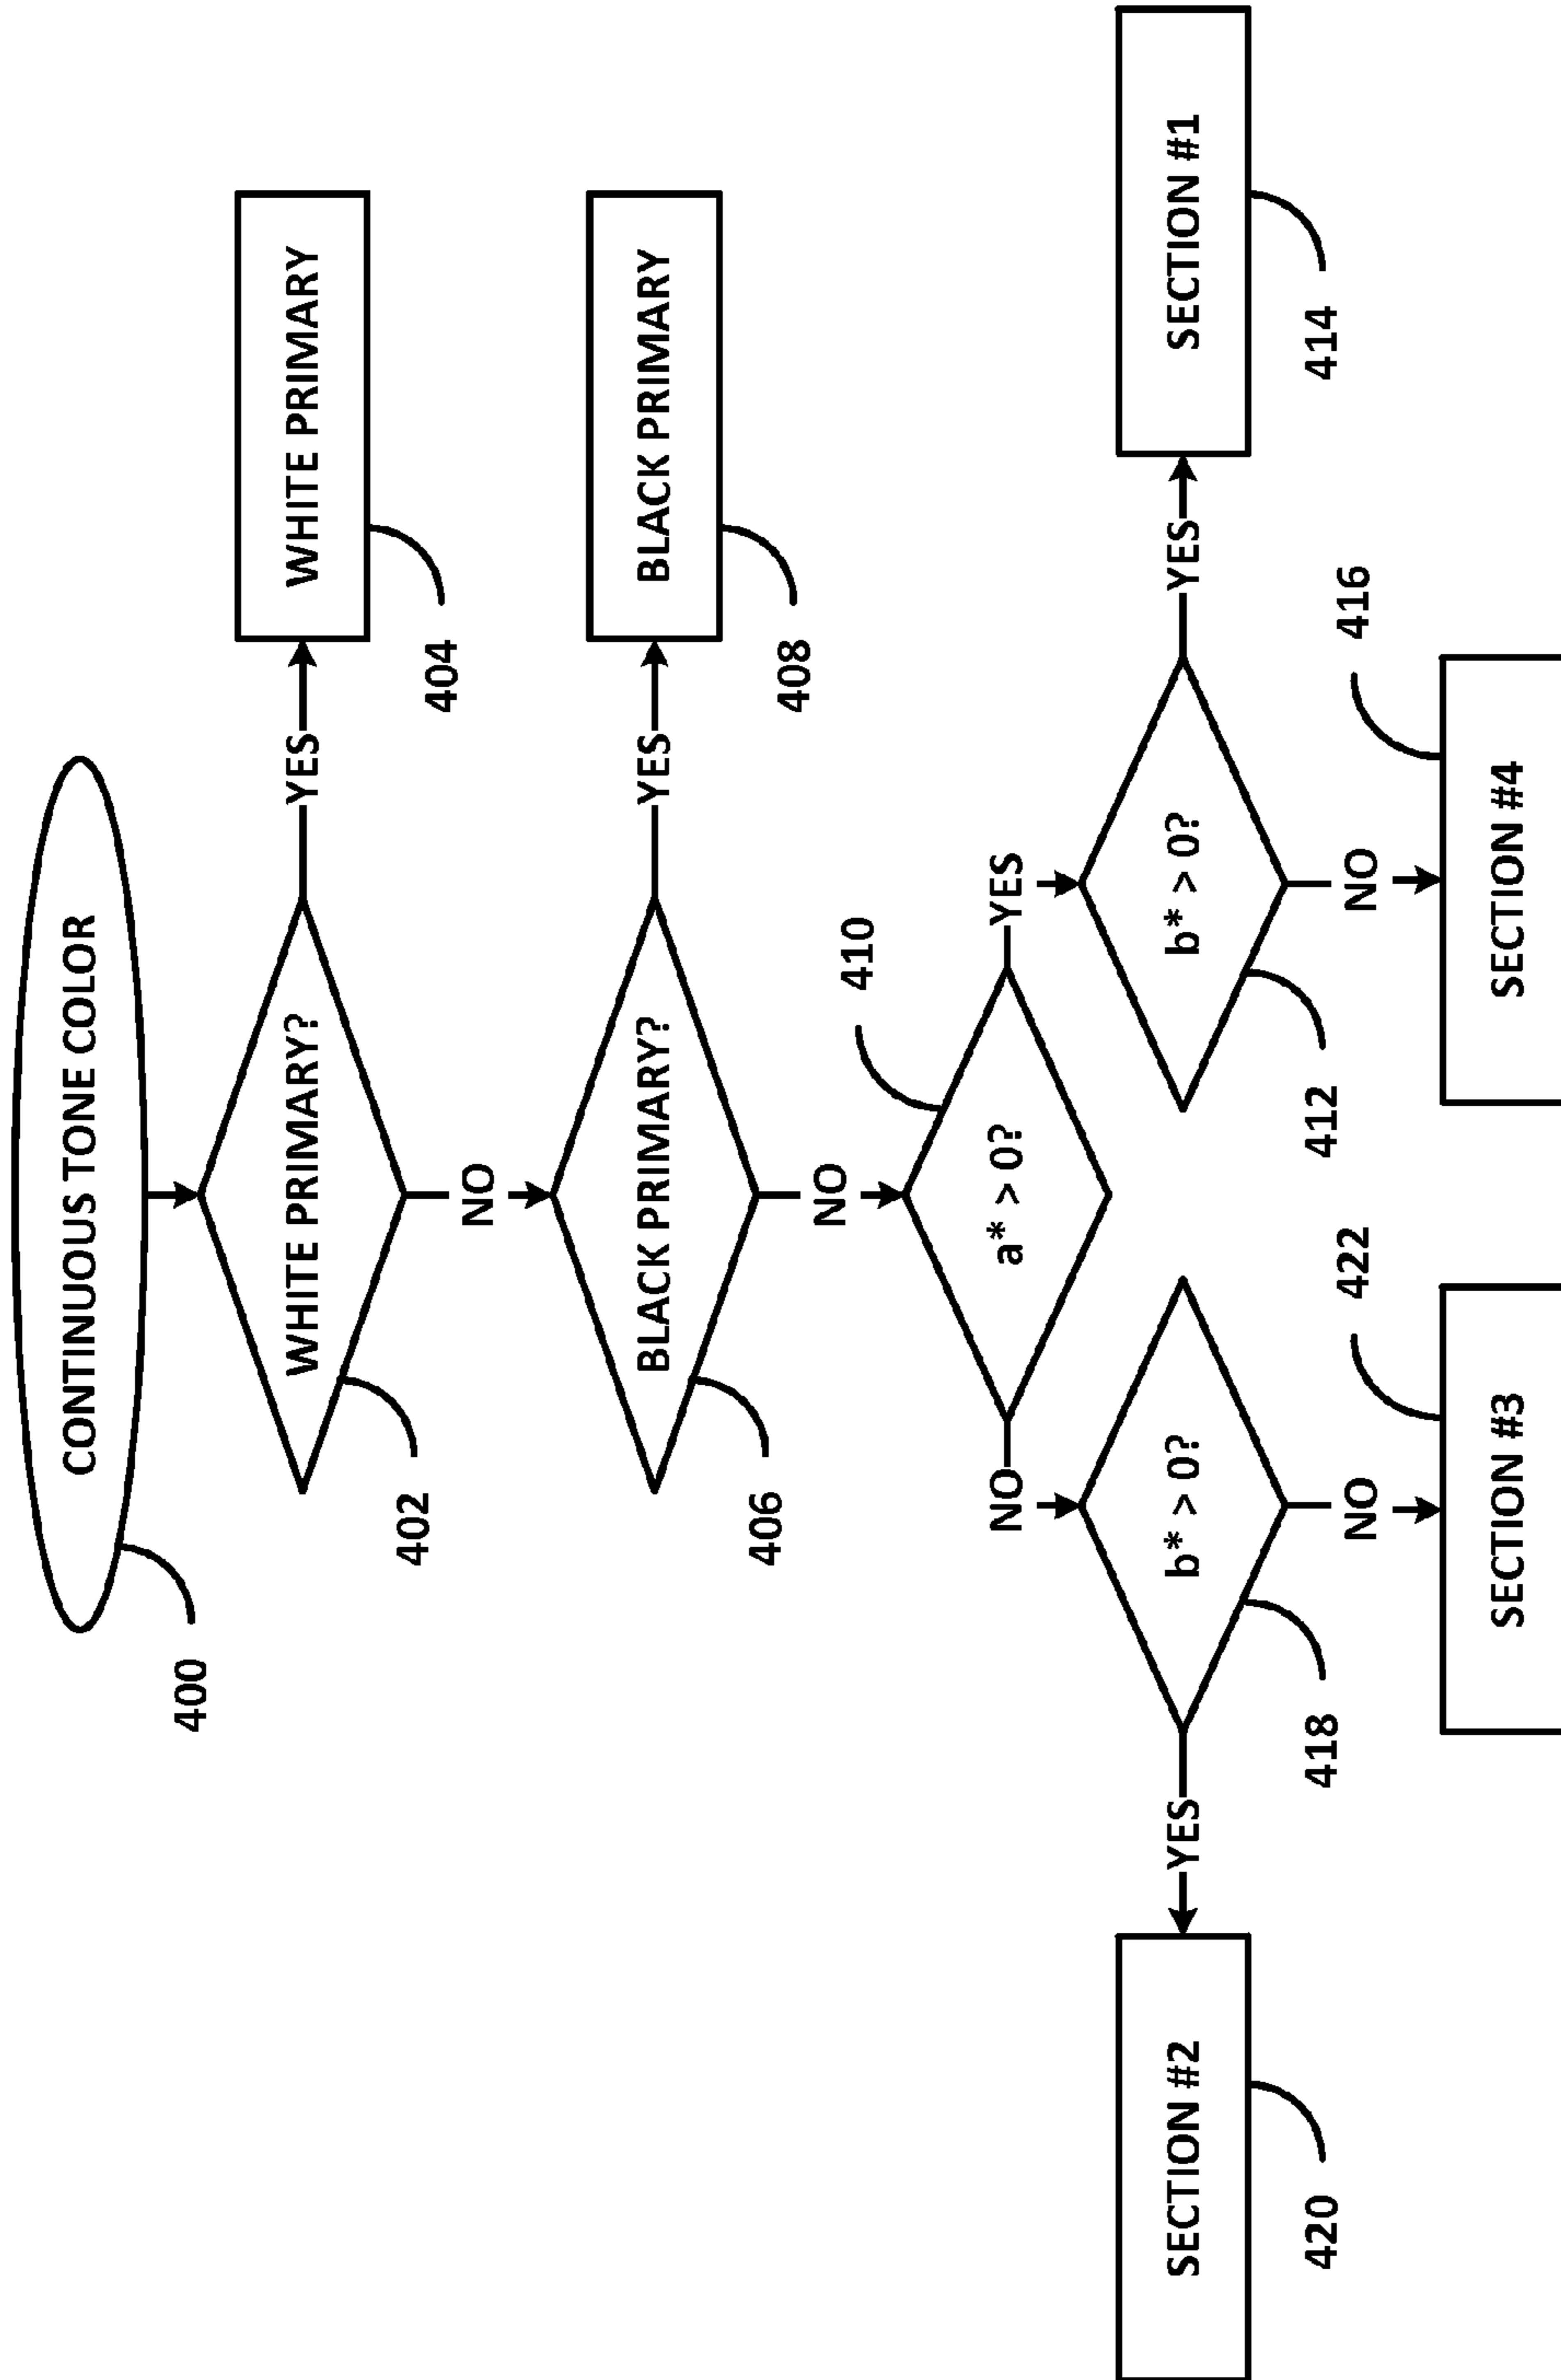 CONTINUOUS TONE COLOR
400
WHITE PRIMARY?
402
YES
WHITE PRIMARY
404
NO
BLACK PRIMARY?
406
YES
BLACK PRIMARY
408
NO
a* > 0?
410
NO
YES
SECTION #2
420
YES
b* > 0?
418
b* > 0?
412
YES
SECTION #1
414
NO
422
SECTION #3
NO
416
SECTION #4